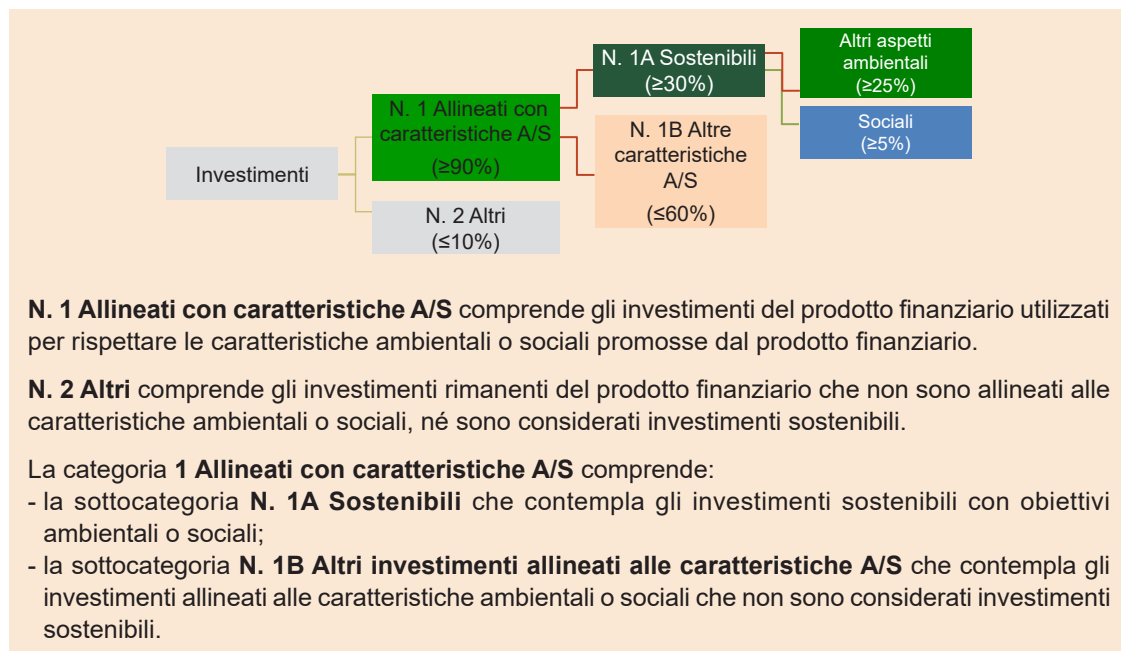 Investimenti
N. 1 Allineati con
caratteristiche A/S
(≥90%)
N. 2 Altri
(≤10%)
N. 1A Sostenibili
(≥30%)
N. 1B Altre
caratteristiche
A/S
(≤60%)
Altri aspetti
ambientali
(≥25%)
Sociali
(≥5%)
N. 1 Allineati con caratteristiche A/S comprende gli investimenti del prodotto finanziario utilizzati
per rispettare le caratteristiche ambientali o sociali promosse dal prodotto finanziario.
N. 2 Altri comprende gli investimenti rimanenti del prodotto finanziario che non sono allineati alle
caratteristiche ambientali o sociali, né sono considerati investimenti sostenibili.
La categoria 1 Allineati con caratteristiche A/S comprende:
- la sottocategoria N. 1A Sostenibili che contempla gli investimenti sostenibili con obiettivi
ambientali o sociali;
- la sottocategoria N. 1B Altri investimenti allineati alle caratteristiche A/S che contempla gli
investimenti allineati alle caratteristiche ambientali o sociali che non sono considerati investimenti
sostenibili.